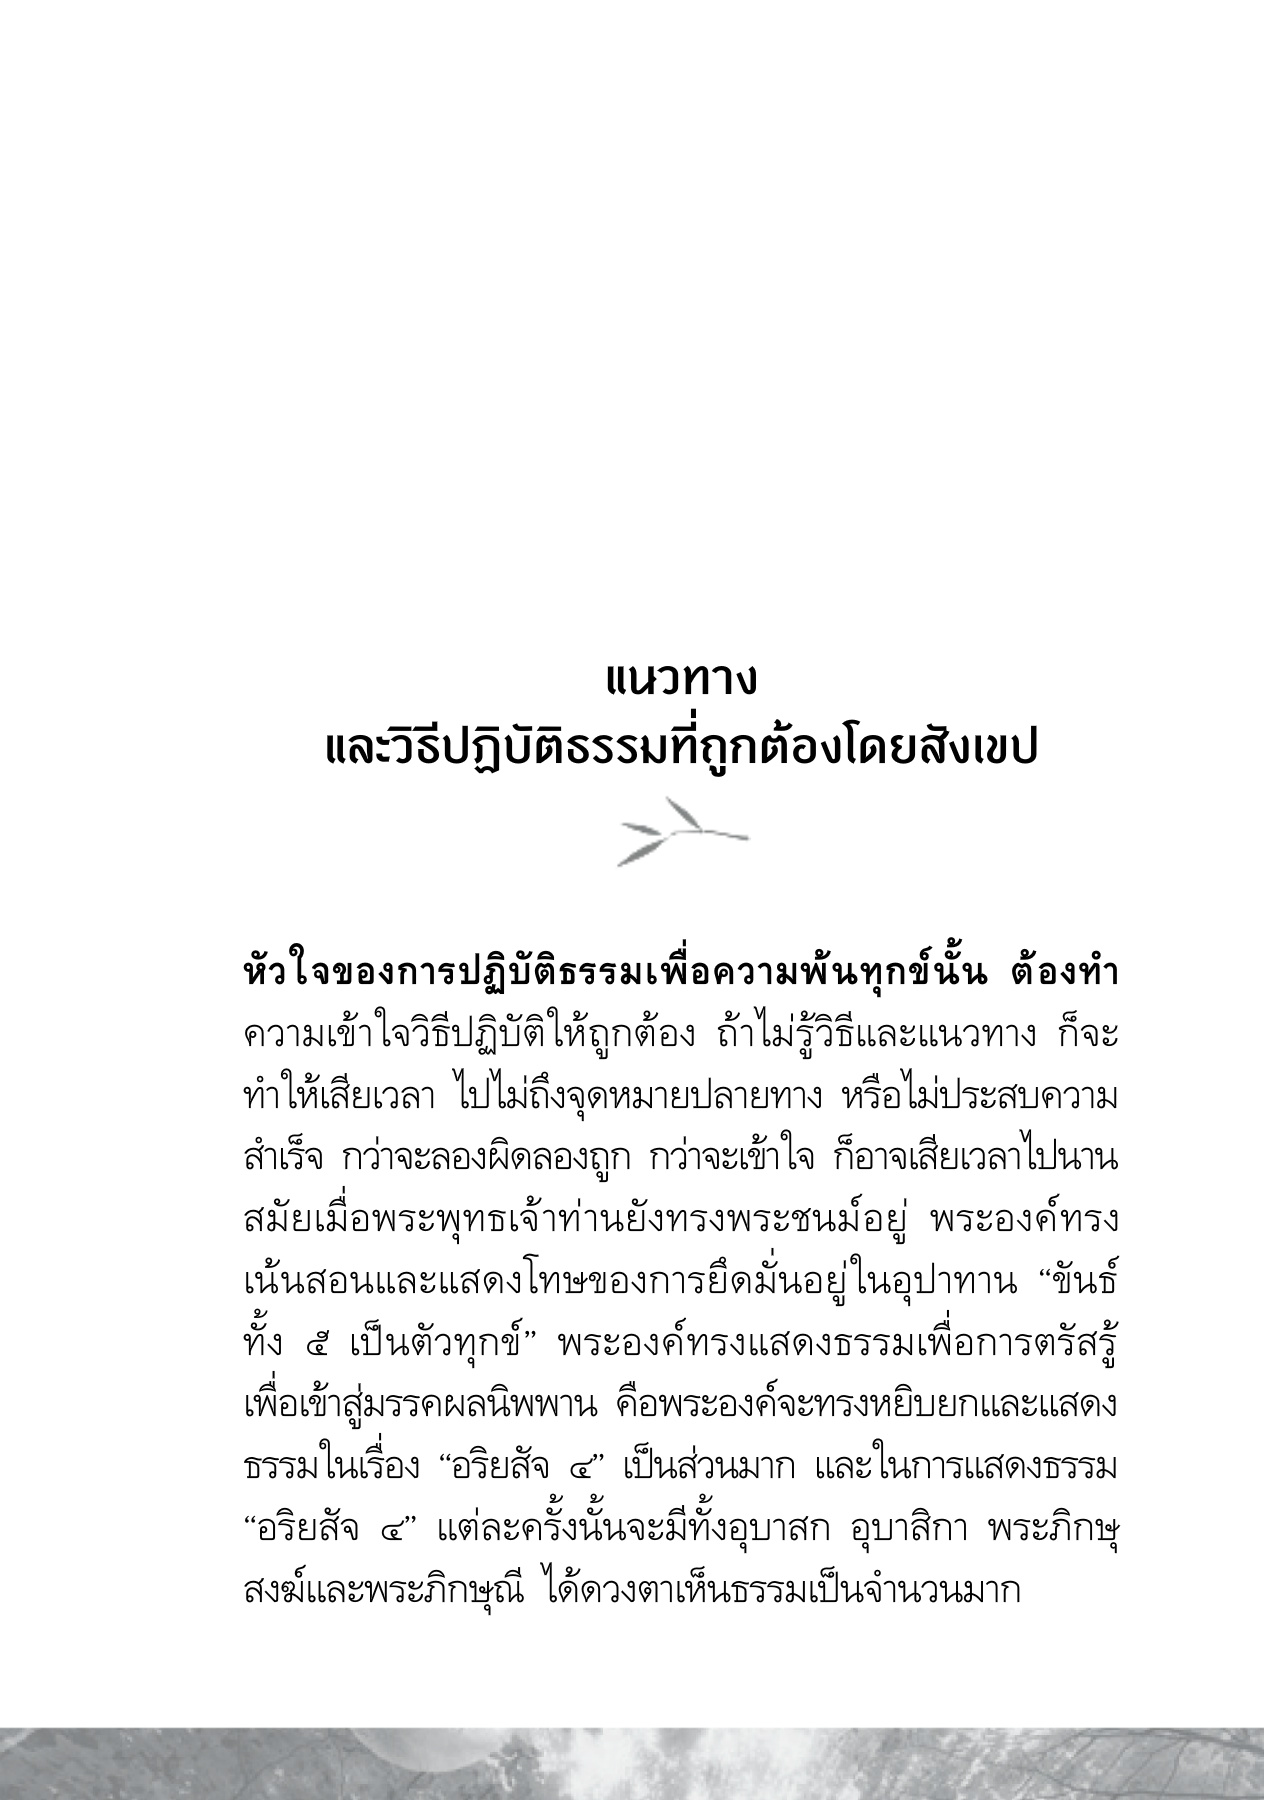 แนวทาง
และวิธีปฏิบัติธรรมที่ถูกต้องโดยสังเขป
หัวใจของการปฏิบัติธรรมเพื่อความพ้นทุกข์นั้น ต้องทำ
ความเข้าใจวิธีปฏิบัติให้ถูกต้อง ถ้าไม่รู้วิธีและแนวทาง ก็จะ
ทำให้เสียเวลา ไปไม่ถึงจุดหมายปลายทาง หรือไม่ประสบความ
สำเร็จ กว่าจะลองผิดลองถูก กว่าจะเข้าใจ ก็อาจเสียเวลาไปนาน
สมัยเมื่อพระพุทธเจ้าท่านยังทรงพระชนม์อยู่ พระองค์ทรง
เน้นสอนและแสดงโทษของการยึดมั่นอยู่ในอุปาทาน “ขันธ์
ทั้ง ๕ เป็นตัวทุกข์” พระองค์ทรงแสดงธรรมเพื่อการตรัสรู้
เพื่อเข้าสู่มรรคผลนิพพาน คือพระองค์จะทรงหยิบยกและแสดง
ธรรมในเรื่อง “อริยสัจ ๔” เป็นส่วนมาก และในการแสดงธรรม
“อริยสัจ ๔” แต่ละครั้งนั้นจะมีทั้งอุบาสก อุบาสิกา พระภิกษุ
สงฆ์และพระภิกษุณี ได้ดวงตาเห็นธรรมเป็นจำนวนมาก